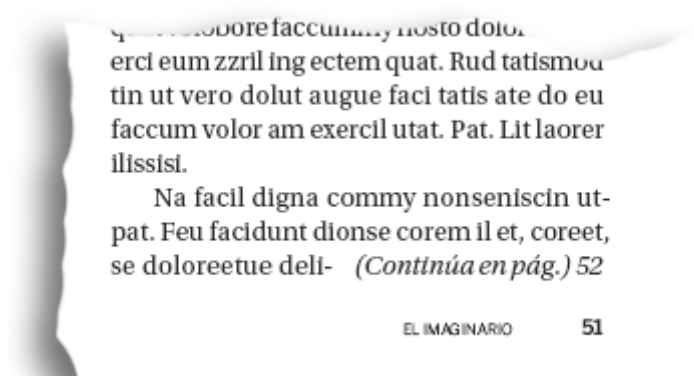 erci eum zzril ing ectem quat. Rud tatismod
tin ut vero dolut augue faci tatis ate do eu
faccum volor am exercil utat. Pat. Lit laorer
ilissisi.
Na facil digna commy nonseniscin ut-
pat. Feu facidunt dionse corem il et, coreet,
se doloreetue deli- (Continúa en pág.) 52
EL IMAGINARIO 51